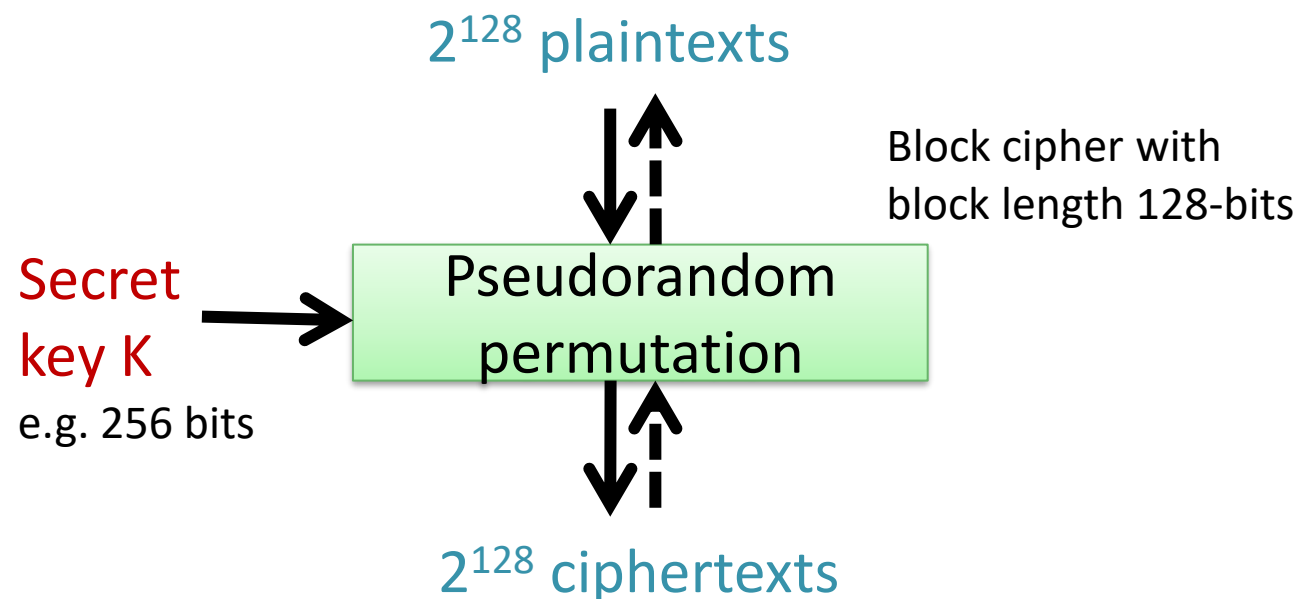 2¹²⁸ plaintexts
Block cipher with
block length 128-bits
Secret
key K
e.g. 256 bits
Pseudorandom
permutation
2¹²⁸ ciphertexts